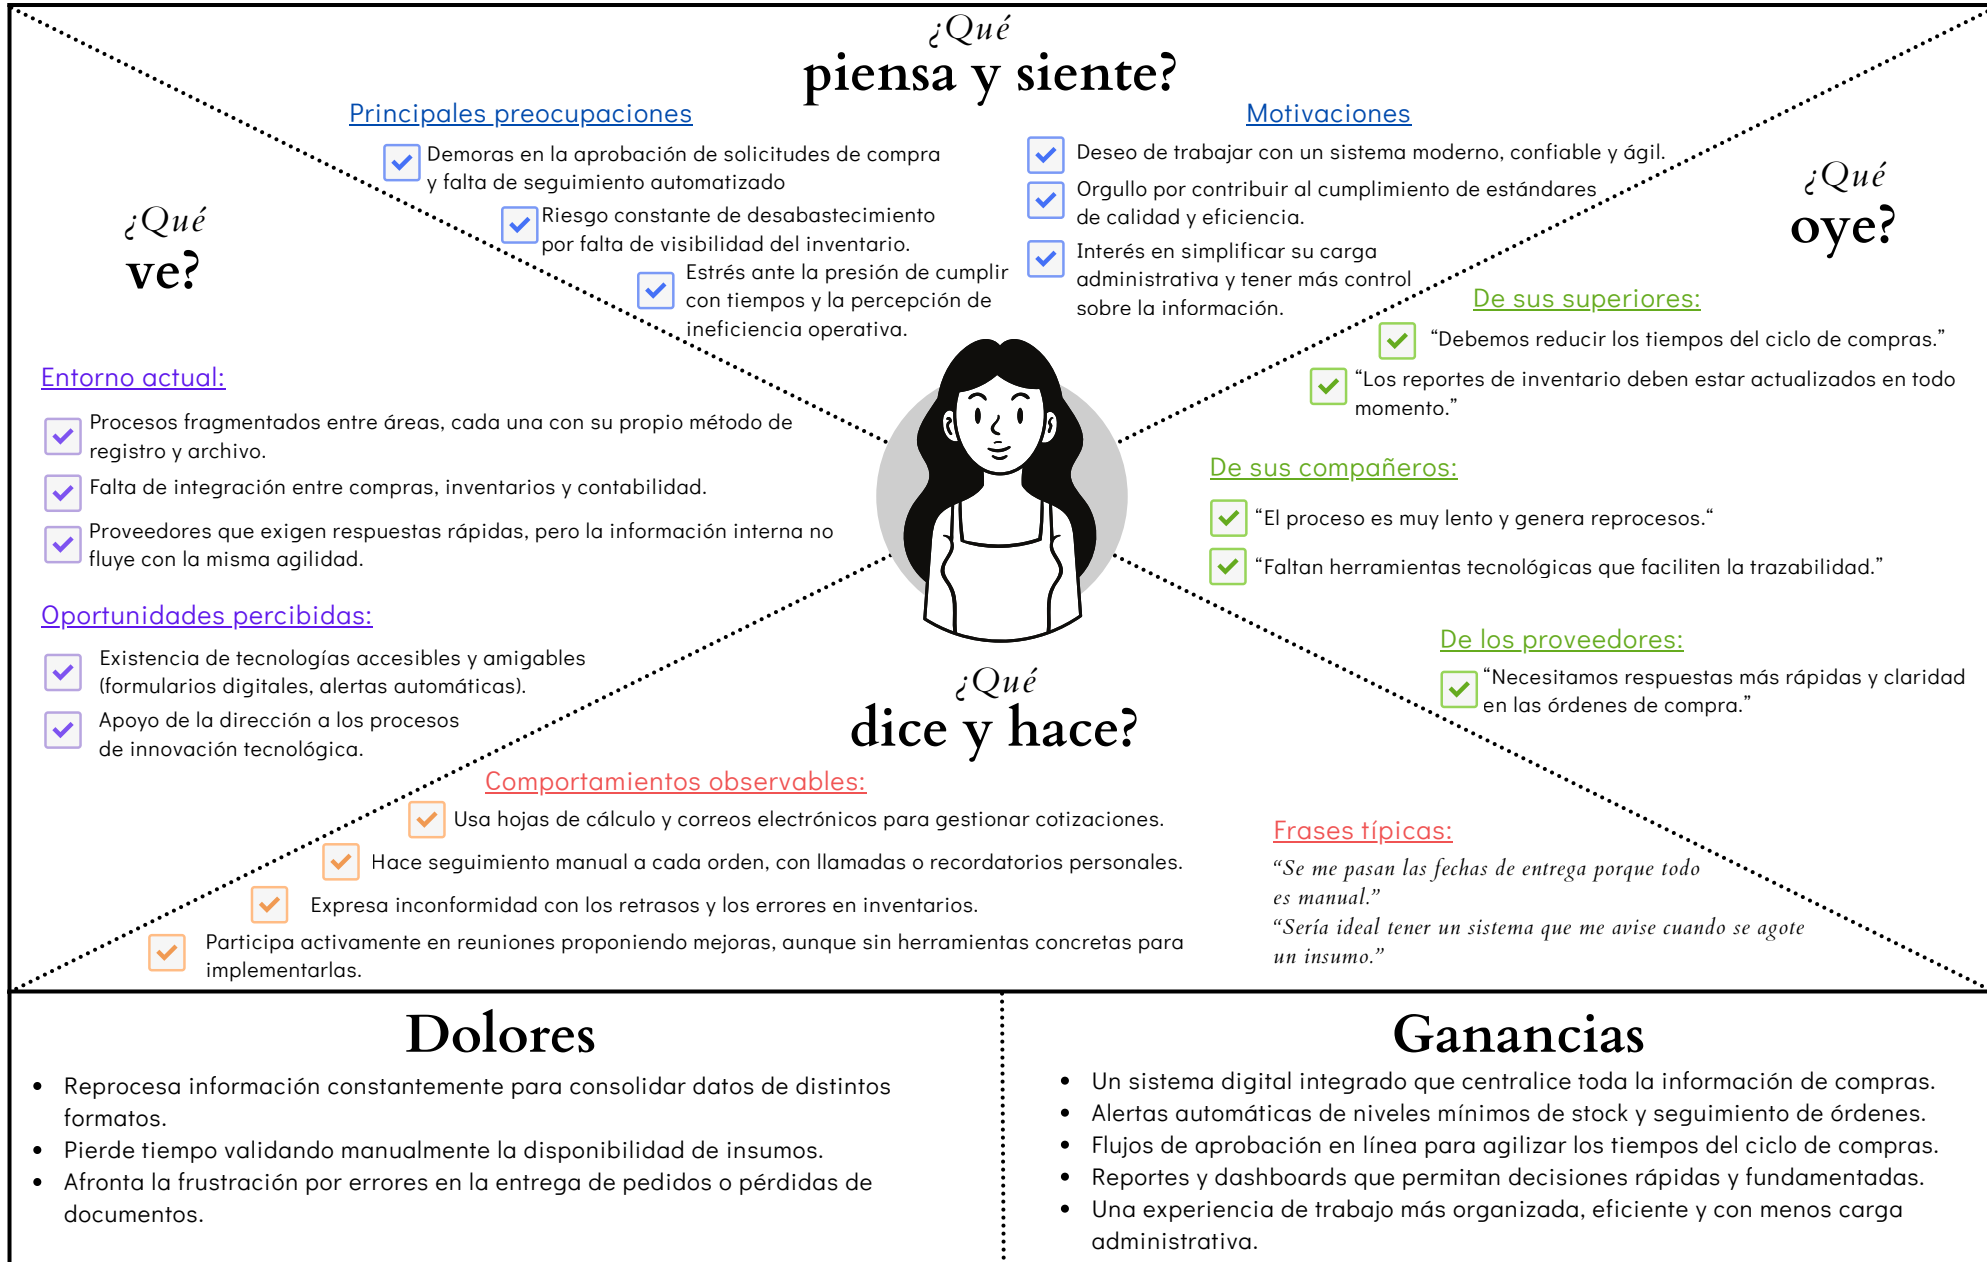 ¿Qué
piensa y siente?
Principales preocupaciones
Demoras en la aprobación de solicitudes de compra
y falta de seguimiento automatizado
Riesgo constante de desabastecimiento
por falta de visibilidad del inventario.
Estrés ante la presión de cumplir
con tiempos y la percepción de
ineficiencia operativa.
Motivaciones
Deseo de trabajar con un sistema moderno, confiable y ágil.
Orgullo por contribuir al cumplimiento de estándares
de calidad y eficiencia.
Interés en simplificar su carga
administrativa y tener más control
sobre la información.
¿Qué
ve?
Entorno actual:
Procesos fragmentados entre áreas, cada una con su propio método de
registro y archivo.
Falta de integración entre compras, inventarios y contabilidad.
Proveedores que exigen respuestas rápidas, pero la información interna no
fluye con la misma agilidad.
Oportunidades percibidas:
Existencia de tecnologías accesibles y amigables
(formularios digitales, alertas automáticas).
Apoyo de la dirección a los procesos
de innovación tecnológica.
¿Qué
oye?
De sus superiores:
“Debemos reducir los tiempos del ciclo de compras.”
“Los reportes de inventario deben estar actualizados en todo
momento.”
De sus compañeros:
“El proceso es muy lento y genera reprocesos.“
“Faltan herramientas tecnológicas que faciliten la trazabilidad.”
De los proveedores:
“Necesitamos respuestas más rápidas y claridad
en las órdenes de compra.”
¿Qué
dice y hace?
Comportamientos observables:
Usa hojas de cálculo y correos electrónicos para gestionar cotizaciones.
Hace seguimiento manual a cada orden, con llamadas o recordatorios personales.
Expresa inconformidad con los retrasos y los errores en inventarios.
Participa activamente en reuniones proponiendo mejoras, aunque sin herramientas concretas para
implementarlas.
Frases típicas:
“Se me pasan las fechas de entrega porque todo
es manual.”
“Sería ideal tener un sistema que me avise cuando se agote
un insumo.”
Dolores
• Reprocesa información constantemente para consolidar datos de distintos
formatos.
• Pierde tiempo validando manualmente la disponibilidad de insumos.
• Afronta la frustración por errores en la entrega de pedidos o pérdidas de
documentos.
Ganancias
• Un sistema digital integrado que centralice toda la información de compras.
• Alertas automáticas de niveles mínimos de stock y seguimiento de órdenes.
• Flujos de aprobación en línea para agilizar los tiempos del ciclo de compras.
• Reportes y dashboards que permitan decisiones rápidas y fundamentadas.
• Una experiencia de trabajo más organizada, eficiente y con menos carga
administrativa.